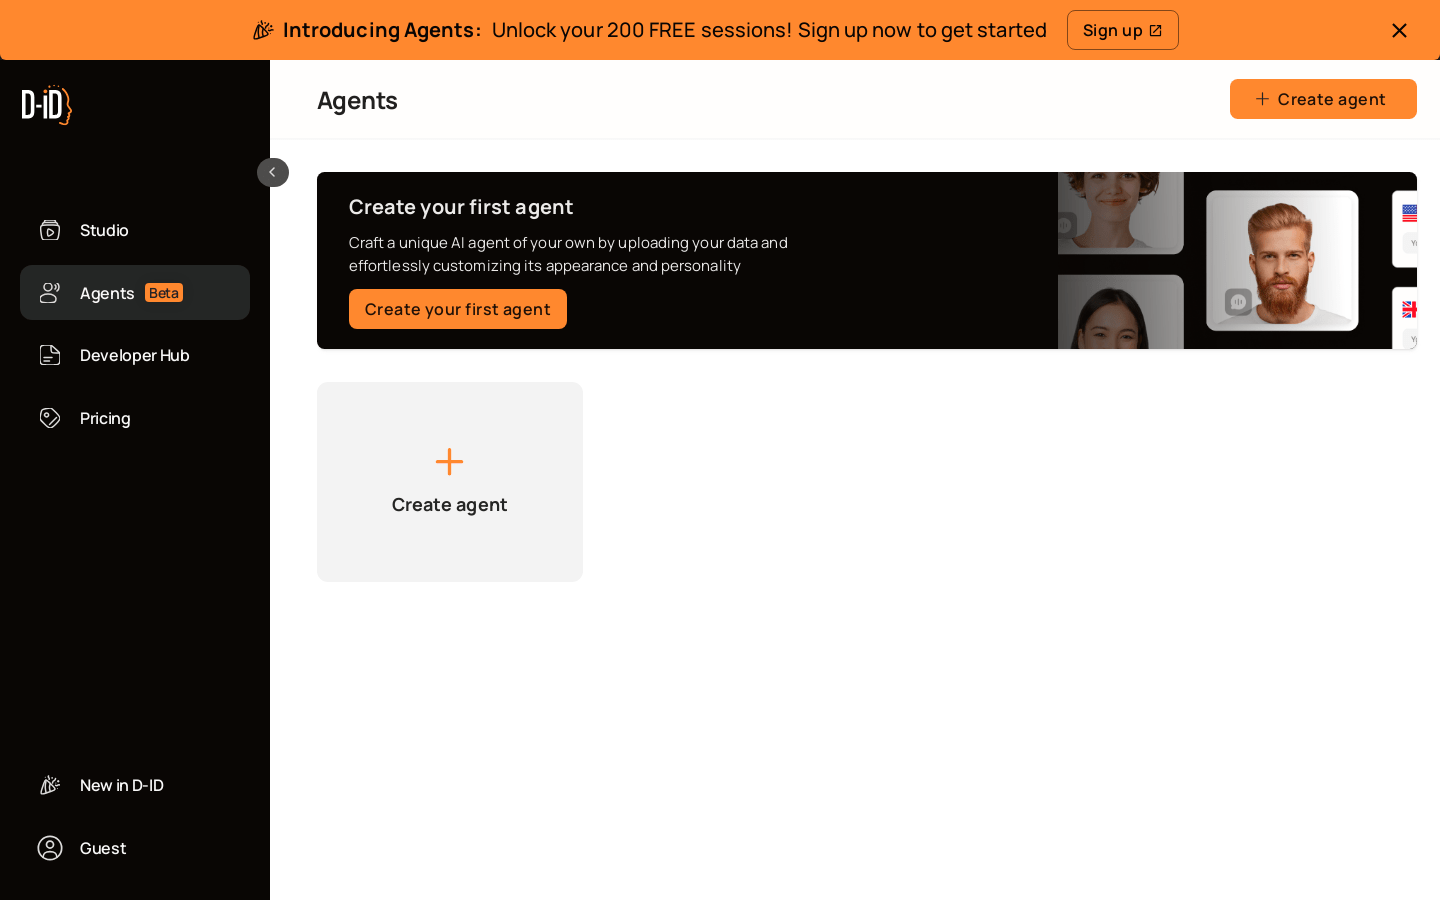 Introducing Agents: Unlock your 200 FREE sessions! Sign up now to get started
Sign up
D-iD
Studio
Agents Beta
Developer Hub
Pricing
New in D-ID
Guest
Agents
Create agent
Create your first agent
Craft a unique AI agent of your own by uploading your data and
effortlessly customizing its appearance and personality
Create your first agent
Create agent